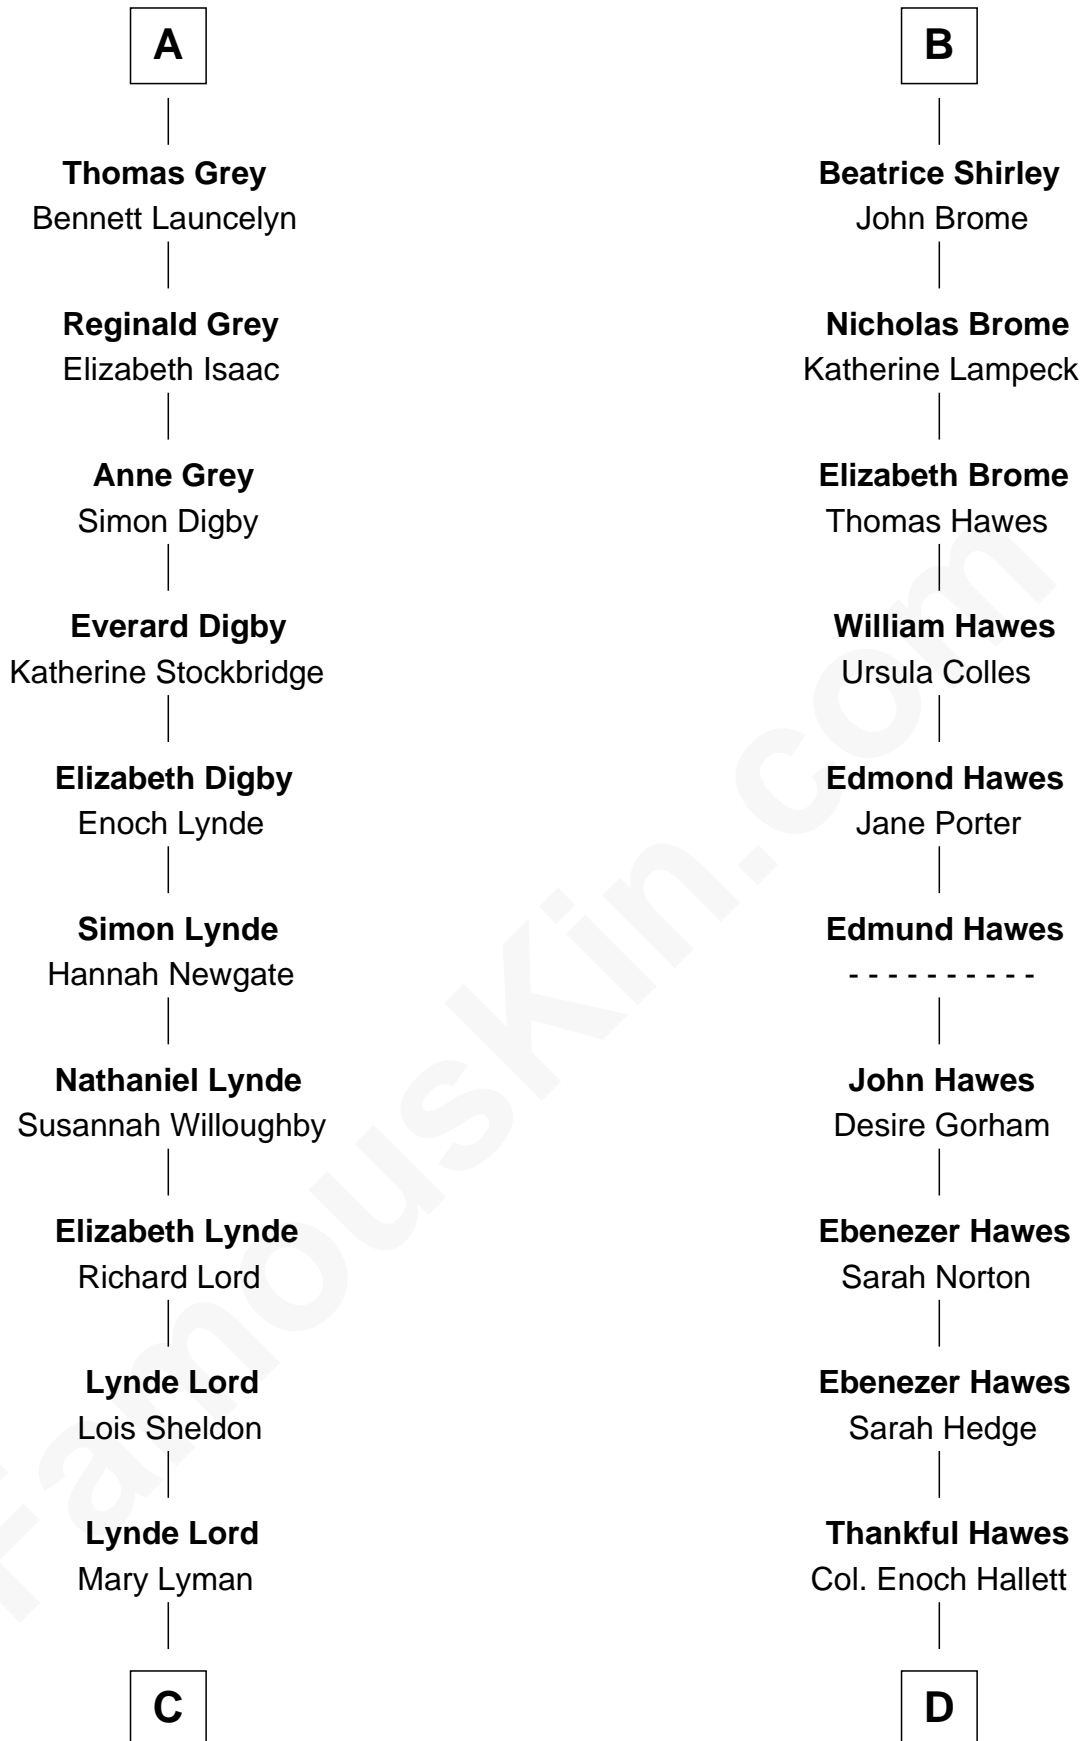 A
Thomas Grey
Bennett Launcelyn
Reginald Grey
Elizabeth Isaac
Anne Grey
Simon Digby
Everard Digby
Katherine Stockbridge
Elizabeth Digby
Enoch Lynde
Simon Lynde
Hannah Newgate
Nathaniel Lynde
Susannah Willoughby
Elizabeth Lynde
Richard Lord
Lynde Lord
Lois Sheldon
Lynde Lord
Mary Lyman
C
B
Beatrice Shirley
John Brome
Nicholas Brome
Katherine Lampeck
Elizabeth Brome
Thomas Hawes
William Hawes
Ursula Colles
Edmond Hawes
Jane Porter
Edmund Hawes
- - - - - - - - - -
John Hawes
Desire Gorham
Ebenezer Hawes
Sarah Norton
Ebenezer Hawes
Sarah Hedge
Thankful Hawes
Col. Enoch Hallett
D
FamousKin.com